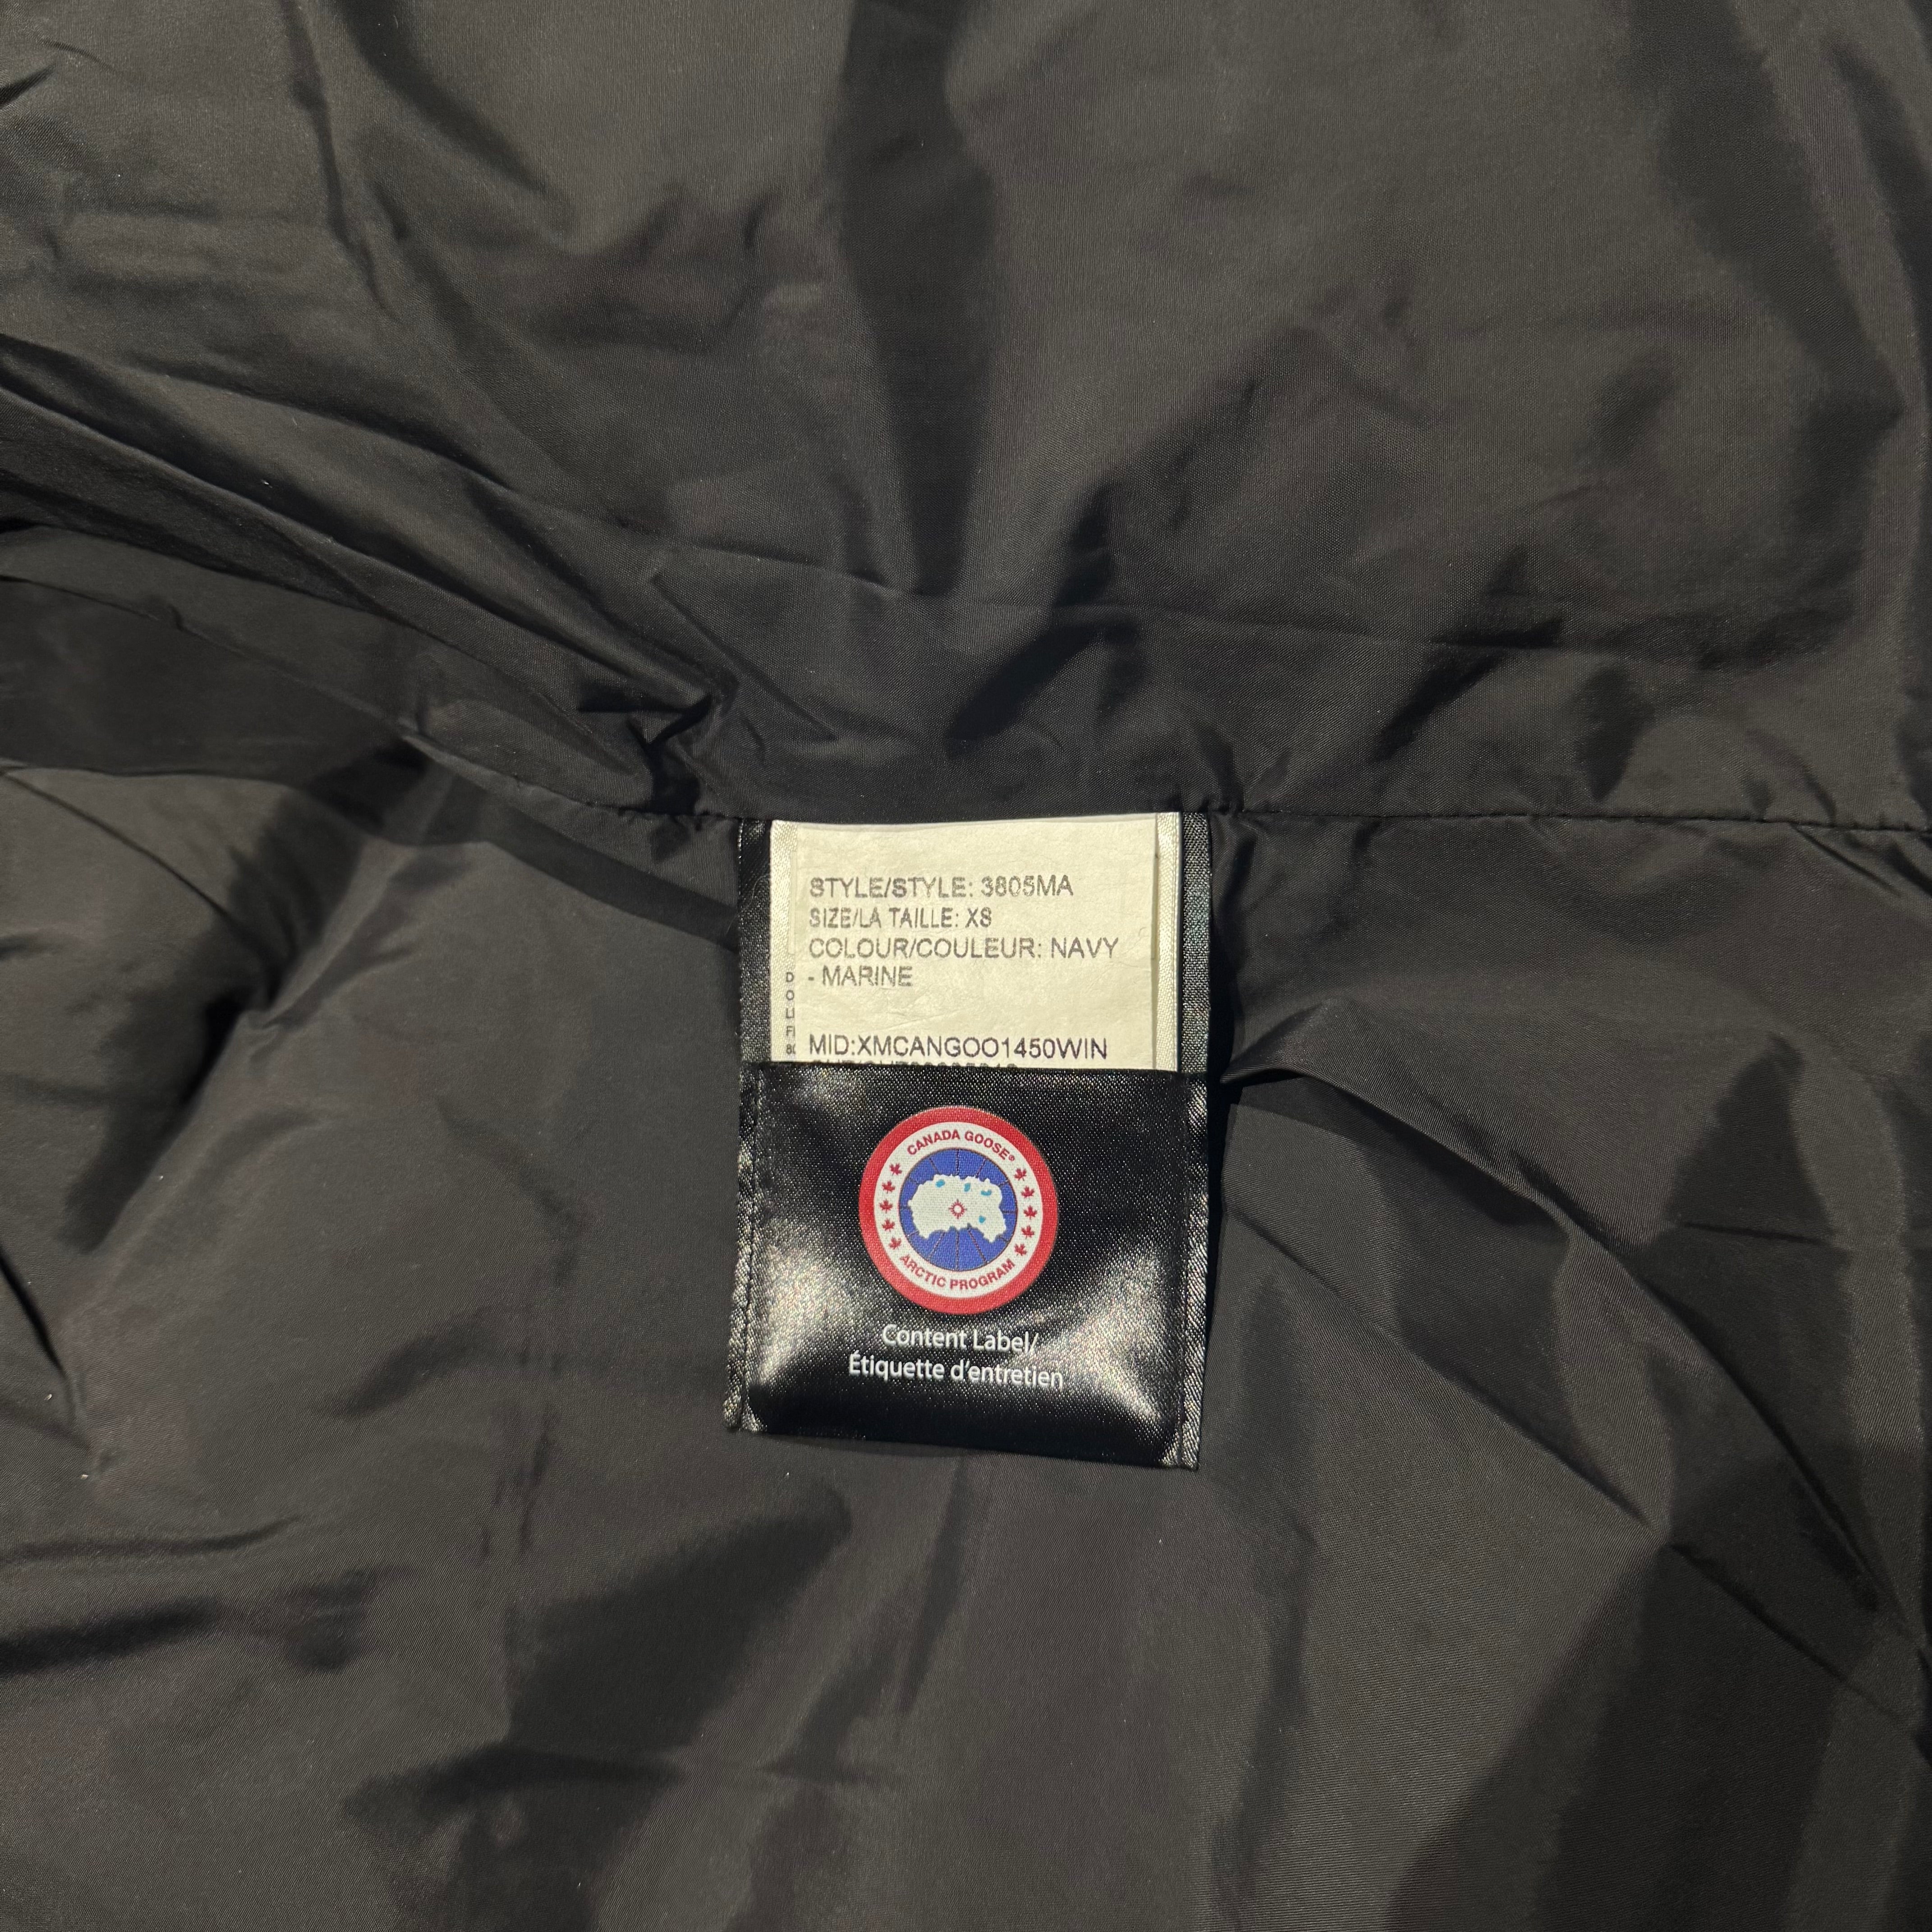 STYLE/STYLE: 3805MA
SIZE/LA TAILLE: XS
COLOUR/COULEUR: NAVY
- MARINE
MID:XMCANGOO1450WIN
CANADA GOOSE®
ARCTIC PROGRAM
Content Label/
Étiquette d'entretien